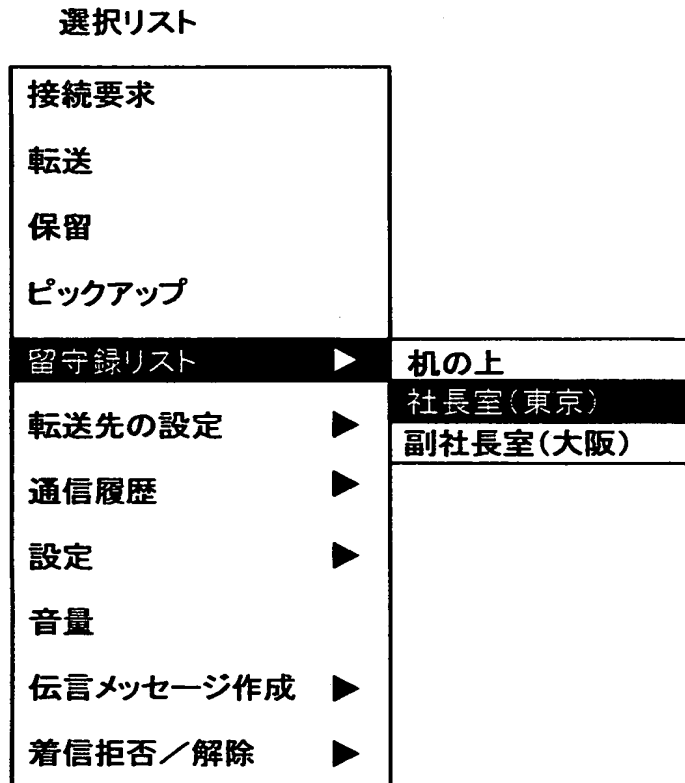 選択リスト
接続要求
転送
保留
ピックアップ
留守録リスト ▶
机の上
社長室(東京)
副社長室(大阪)
転送先の設定 ▶
通信履歴 ▶
設定 ▶
音量
伝言メッセージ作成 ▶
着信拒否／解除 ▶